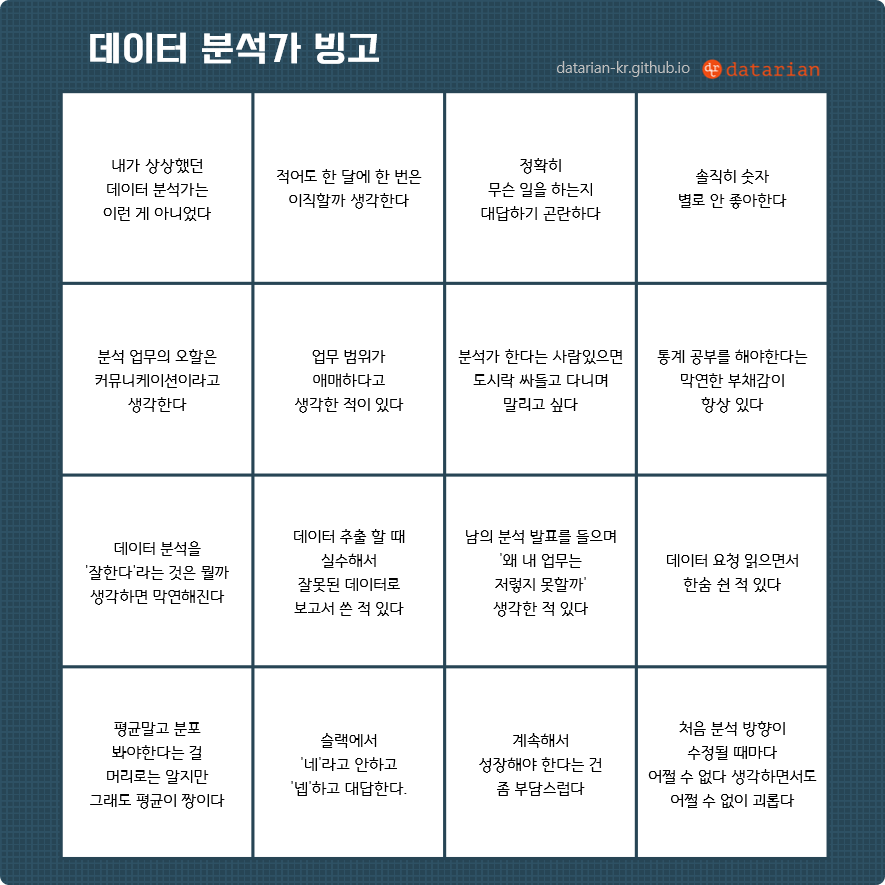 데이터 분석가 빙고
datarian-kr.github.io datarian
내가 상상했던
데이터 분석가는
이런 게 아니었다
적어도 한 달에 한 번은
이직할까 생각한다
정확히
무슨 일을 하는지
대답하기 곤란하다
솔직히 숫자
별로 안 좋아한다
분석 업무의 오할은
커뮤니케이션이라고
생각한다
업무 범위가
애매하다고
생각한 적이 있다
분석가 한다는 사람있으면
도시락 싸들고 다니며
말리고 싶다
통계 공부를 해야한다는
막연한 부채감이
항상 있다
데이터 분석을
'잘한다'라는 것은 뭘까
생각하면 막연해진다
데이터 추출 할 때
실수해서
잘못된 데이터로
보고서 쓴 적 있다
남의 분석 발표를 들으며
'왜 내 업무는
저렇지 못할까'
생각한 적 있다
데이터 요청 읽으면서
한숨 쉰 적 있다
평균말고 분포
봐야한다는 걸
머리로는 알지만
그래도 평균이 짱이다
슬랙에서
'네'라고 안하고
'넵'하고 대답한다.
계속해서
성장해야 한다는 건
좀 부담스럽다
처음 분석 방향이
수정될 때마다
어쩔 수 없다 생각하면서도
어쩔 수 없이 괴롭다